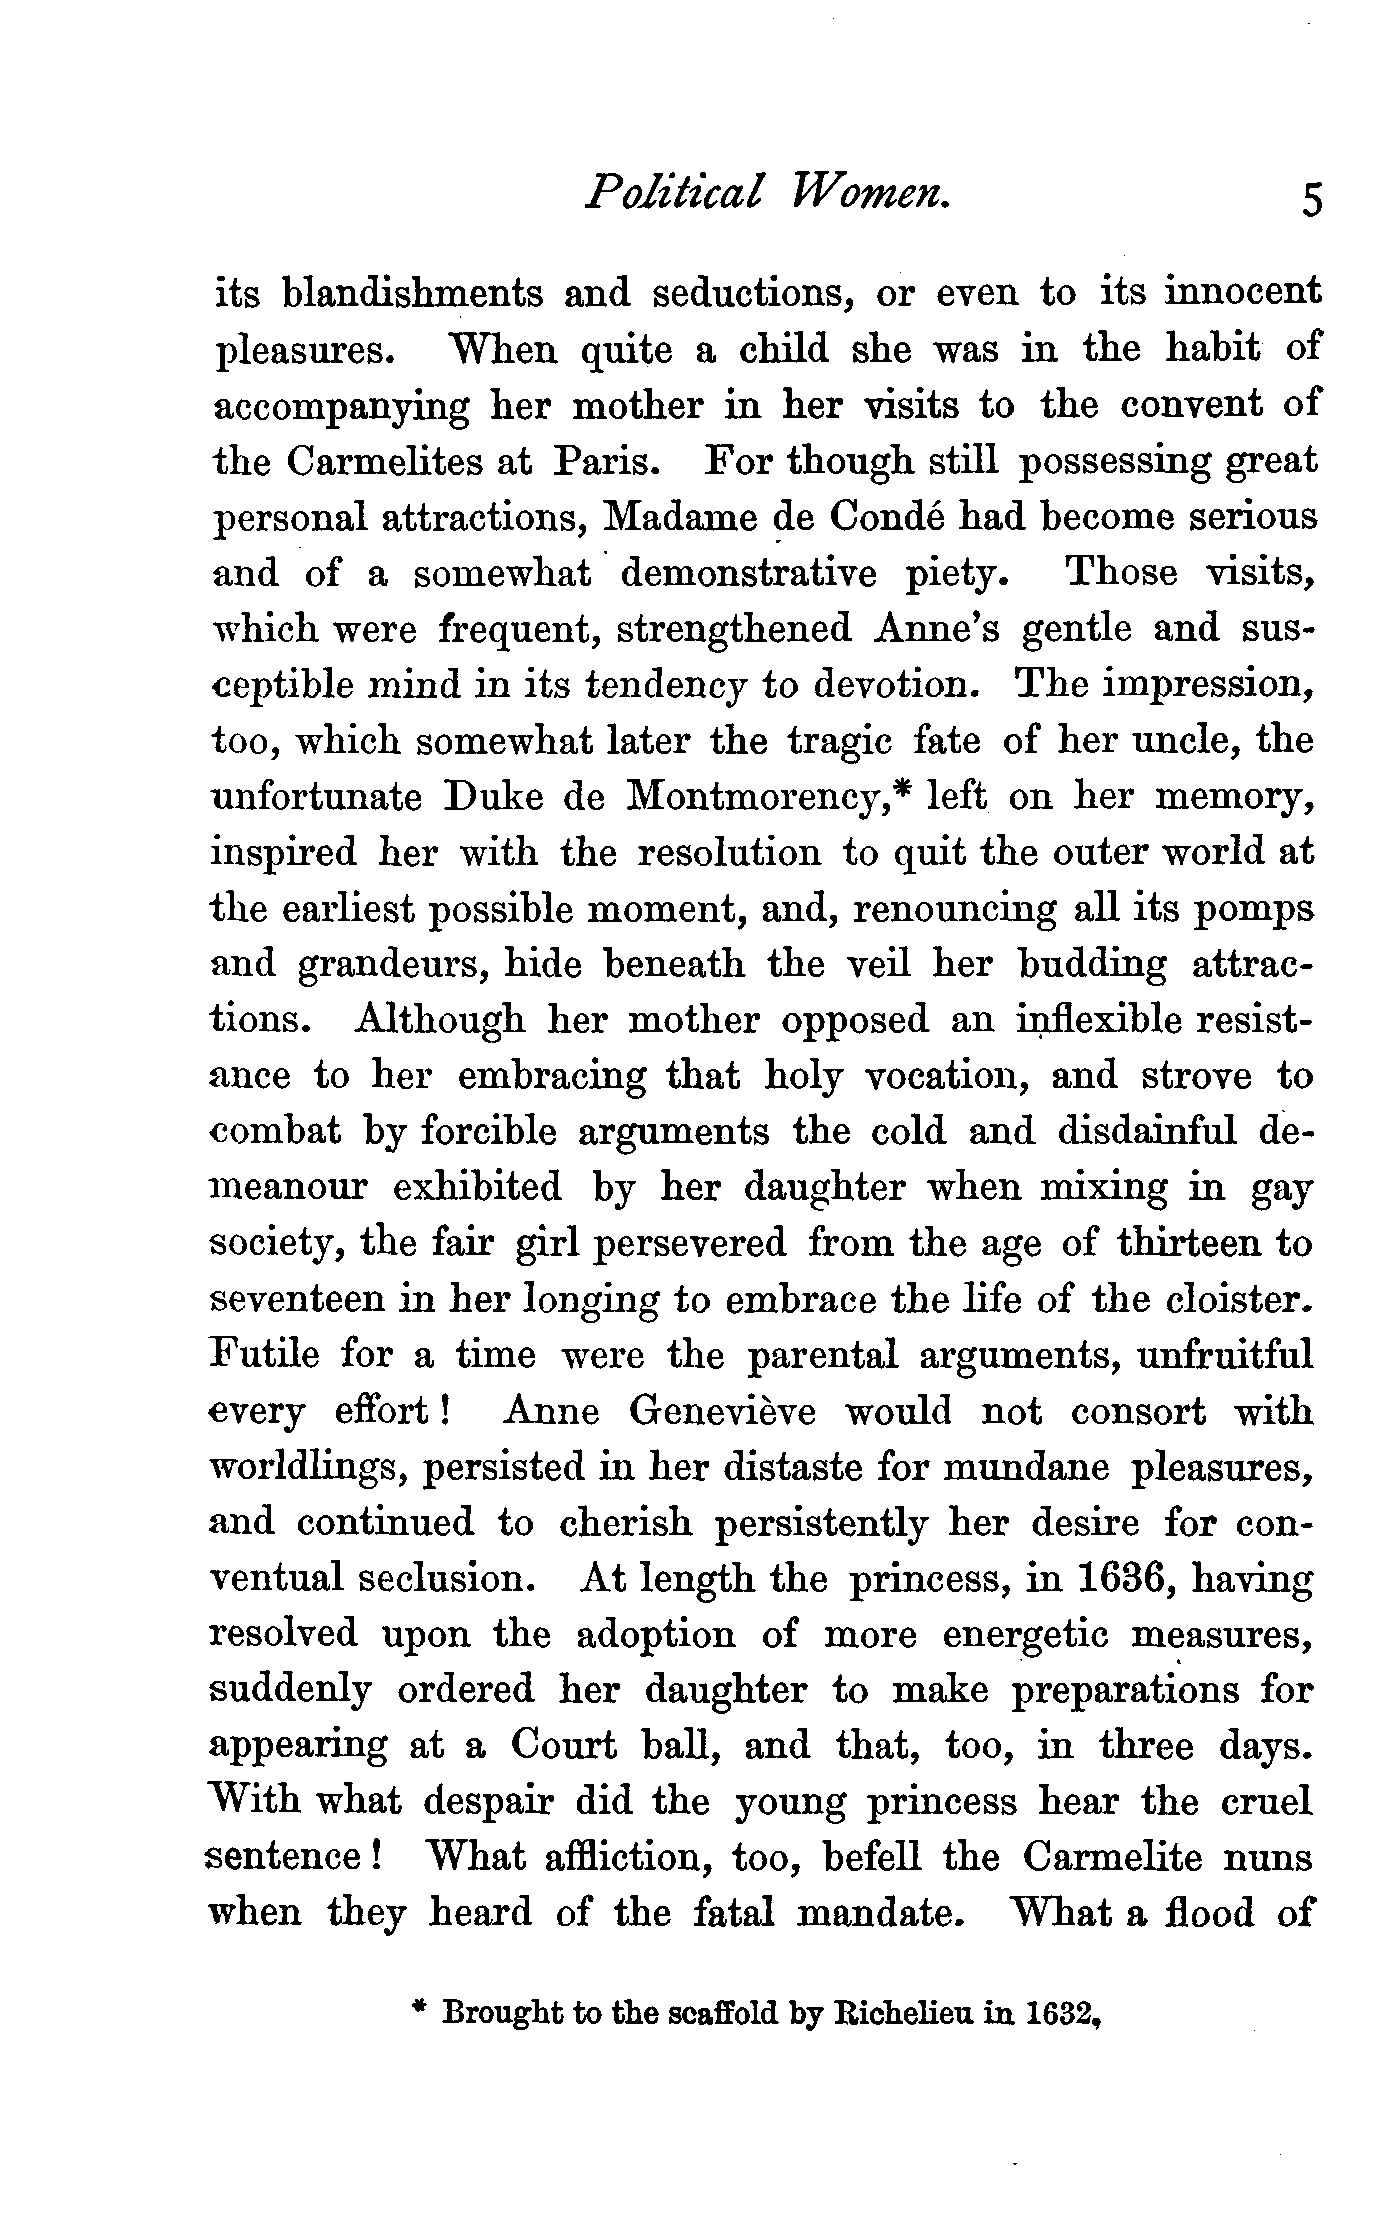 Political Women. 5
its blandishments and seductions, or even to its innocent
pleasures. When quite a child she was in the habit of
accompanying her mother in her visits to the convent of
the Carmelites at Paris. For though still possessing great
personal attractions, Madame de Condé had become serious
and of a somewhat demonstrative piety. Those visits,
which were frequent, strengthened Anne's gentle and sus-
ceptible mind in its tendency to devotion. The impression,
too, which somewhat later the tragic fate of her uncle, the
unfortunate Duke de Montmorency,* left on her memory,
inspired her with the resolution to quit the outer world at
the earliest possible moment, and, renouncing all its pomps
and grandeurs, hide beneath the veil her budding attrac-
tions. Although her mother opposed an inflexible resist-
ance to her embracing that holy vocation, and strove to
combat by forcible arguments the cold and disdainful de-
meanour exhibited by her daughter when mixing in gay
society, the fair girl persevered from the age of thirteen to
seventeen in her longing to embrace the life of the cloister.
Futile for a time were the parental arguments, unfruitful
every effort! Anne Geneviève would not consort with
worldlings, persisted in her distaste for mundane pleasures,
and continued to cherish persistently her desire for con-
ventual seclusion. At length the princess, in 1636, having
resolved upon the adoption of more energetic measures,
suddenly ordered her daughter to make preparations for
appearing at a Court ball, and that, too, in three days.
With what despair did the young princess hear the cruel
sentence! What affliction, too, befell the Carmelite nuns
when they heard of the fatal mandate. What a flood of
* Brought to the scaffold by Richelieu in 1632,